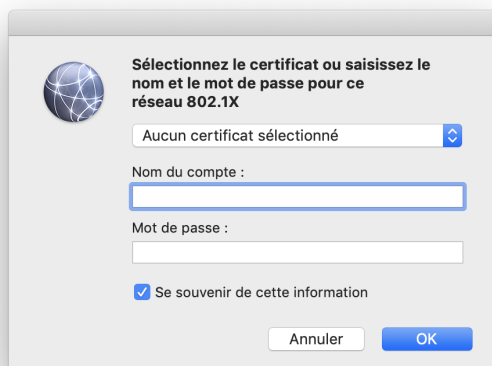 Sélectionnez le certificat ou saisissez le
nom et le mot de passe pour ce
réseau 802.1X
Aucun certificat sélectionné
Nom du compte :
Mot de passe :
Se souvenir de cette information
Annuler
OK